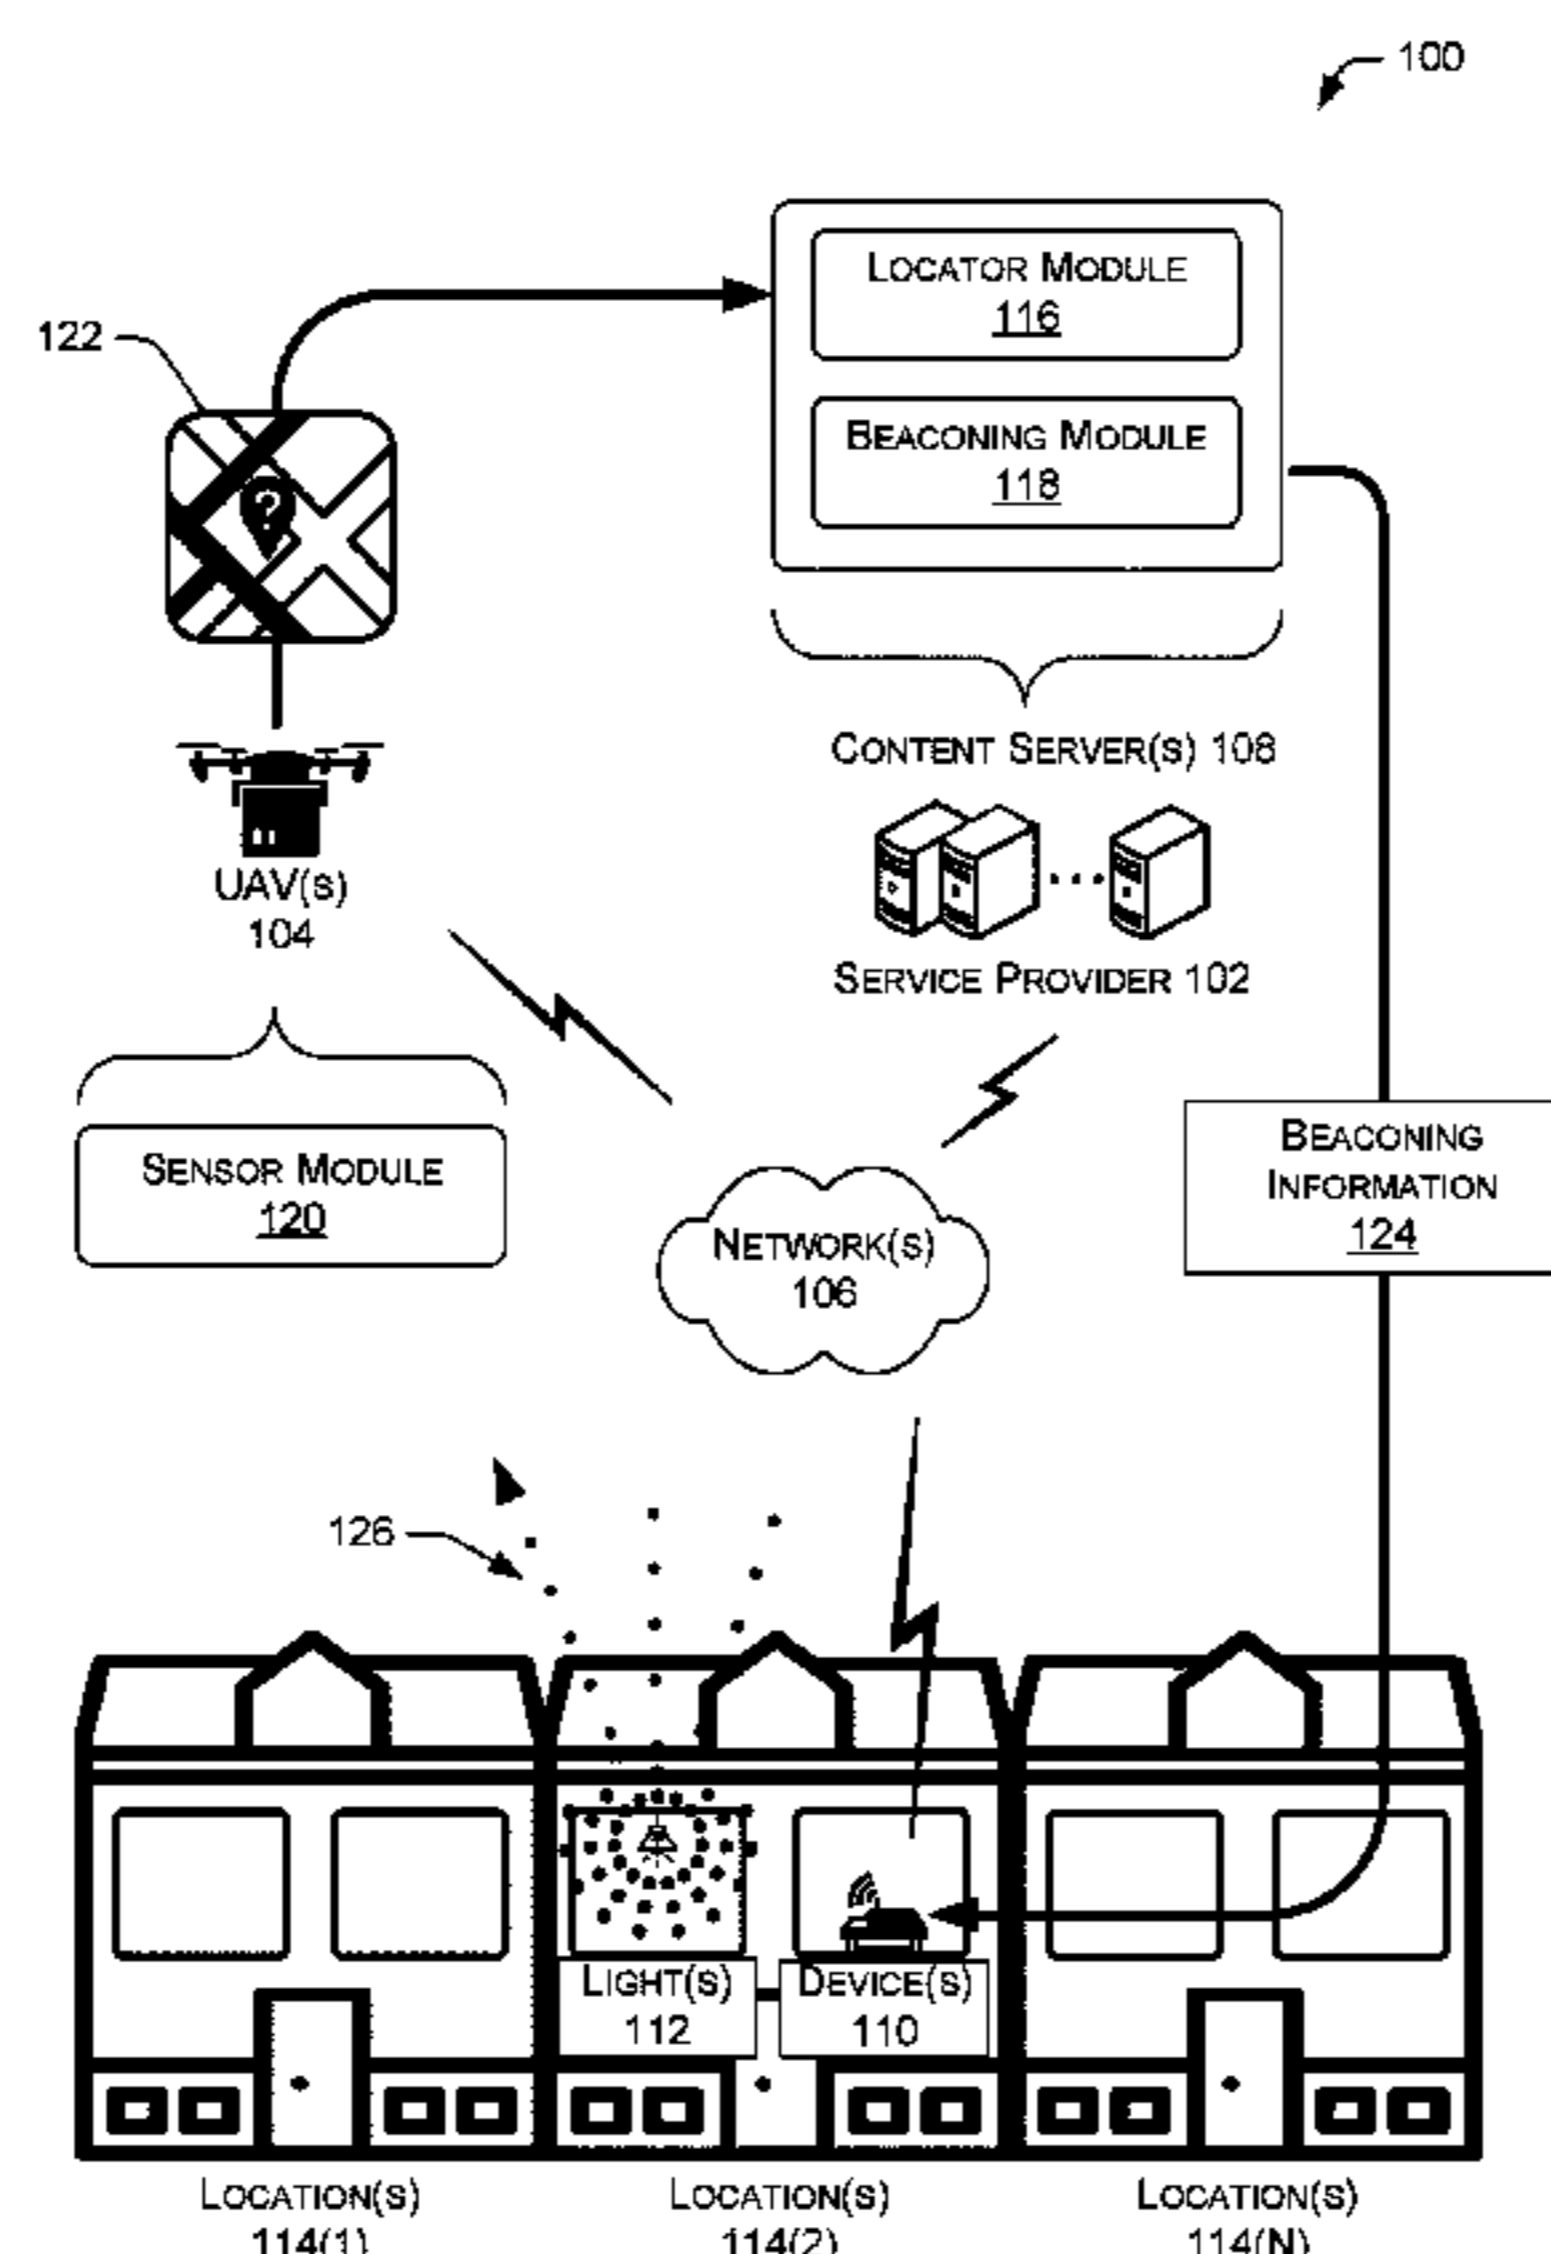 100
LOCATOR MODULE
116
122
BEACONING MODULE
118
CONTENT SERVER(S) 108
UAV(S)
104
SERVICE PROVIDER 102
BEACONING
INFORMATION
124
SENSOR MODULE
120
NETWORK(S)
106
126
LIGHT(S)
112
DEVICE(S)
110
LOCATION(S)
114(1)
LOCATION(S)
114(2)
LOCATION(S)
114(N)